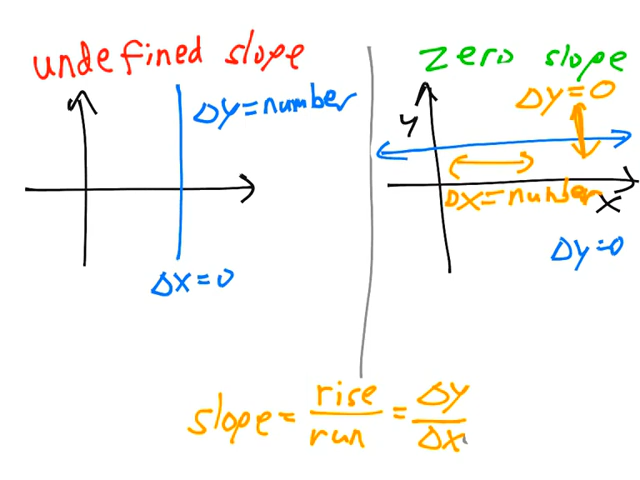 undefined slope
ΔY=number
ΔX=0
zero slope
ΔY=0
Y
ΔX=number
X
Δy=0
slope = rise/run = ΔY/ΔX